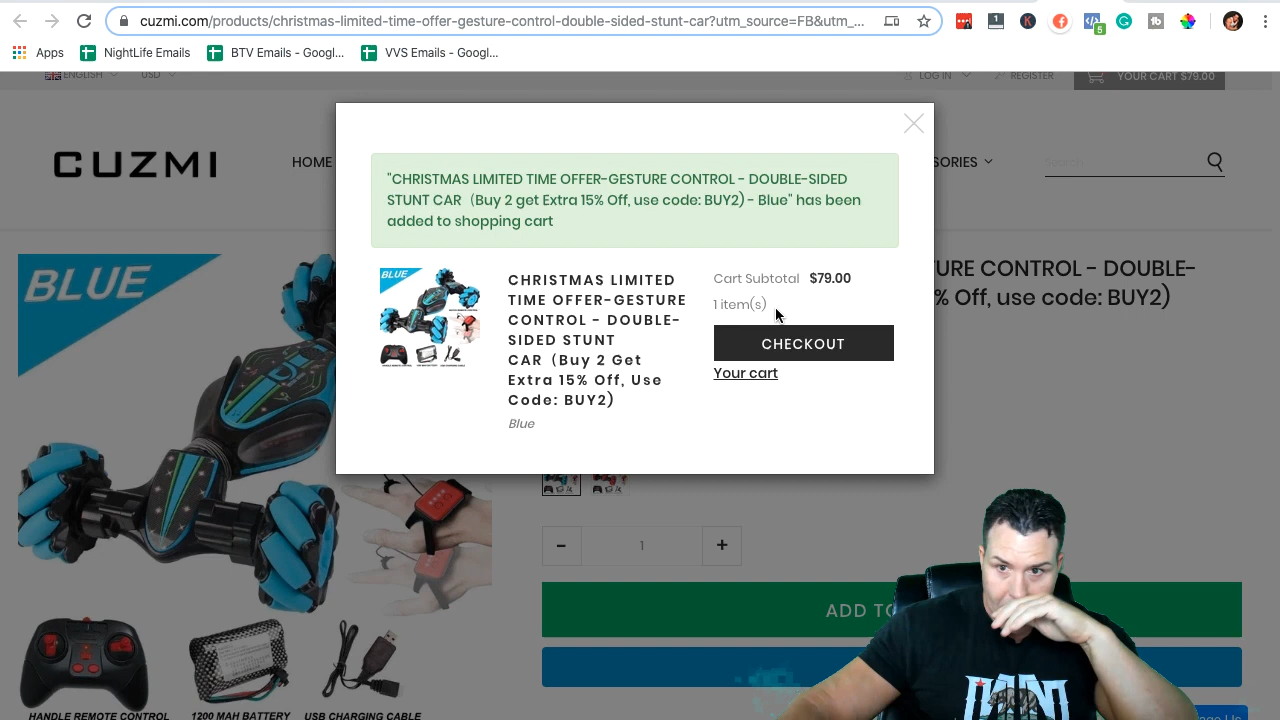 cuzmi.com/products/christmas-limited-time-offer-gesture-control-double-sided-stunt-car?utm_source=FB&utm_...
1
5
Apps
NightLife Emails
BTV Emails - Googl...
VVS Emails - Googl...
ENGLISH
USD
LOG IN
REGISTER
YOUR CART $79.00
CUZMI
HOME
SORIES
Search
"CHRISTMAS LIMITED TIME OFFER-GESTURE CONTROL - DOUBLE-SIDED
STUNT CAR（Buy 2 get Extra 15% Off, use code: BUY2) - Blue" has been
added to shopping cart
CHRISTMAS LIMITED
TIME OFFER-GESTURE
CONTROL - DOUBLE-
SIDED STUNT
CAR（Buy 2 Get
Extra 15% Off, Use
Code: BUY2)
Blue
Cart Subtotal $79.00
1 item(s)
CHECKOUT
Your cart
URE CONTROL - DOUBLE-
% Off, use code: BUY2)
BLUE
- 1 +
ADD TO
HANDLE REMOTE CONTROL
1200 MAH BATTERY
USB CHARGING CABLE